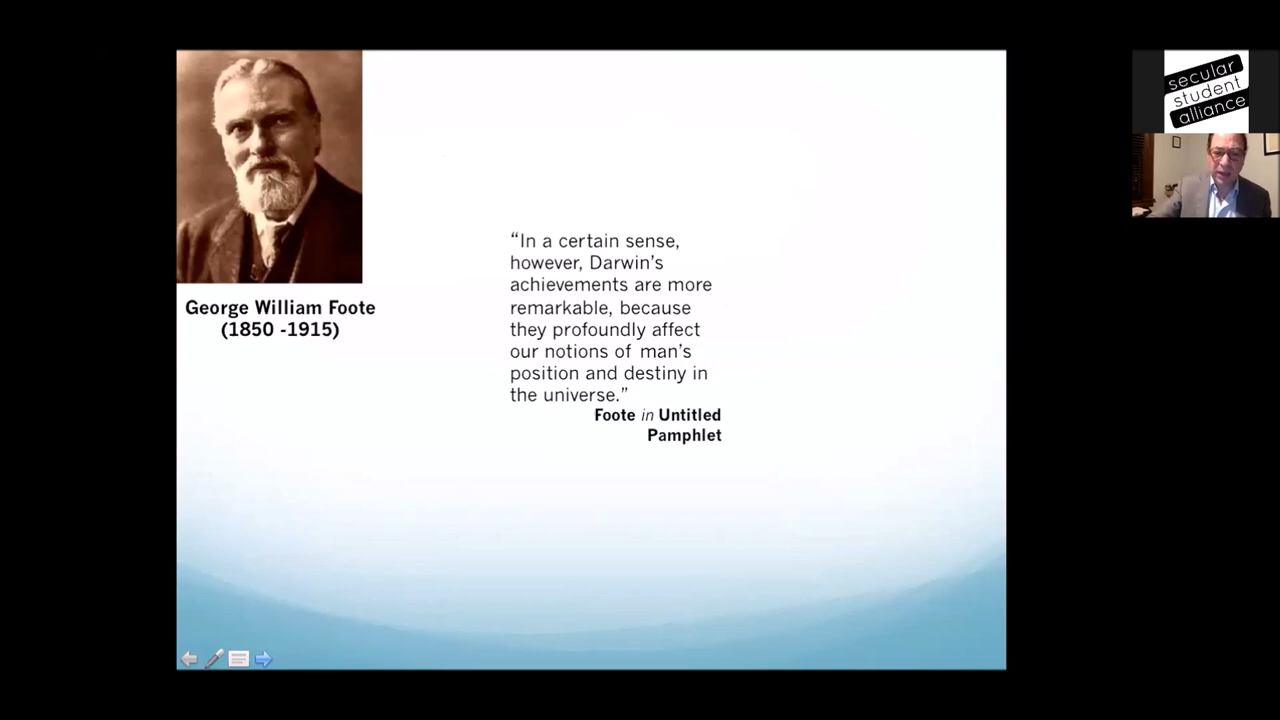 George William Foote
(1850 -1915)
“In a certain sense,
however, Darwin’s
achievements are more
remarkable, because
they profoundly affect
our notions of man’s
position and destiny in
the universe.”
Foote in Untitled
Pamphlet
secular
student
alliance